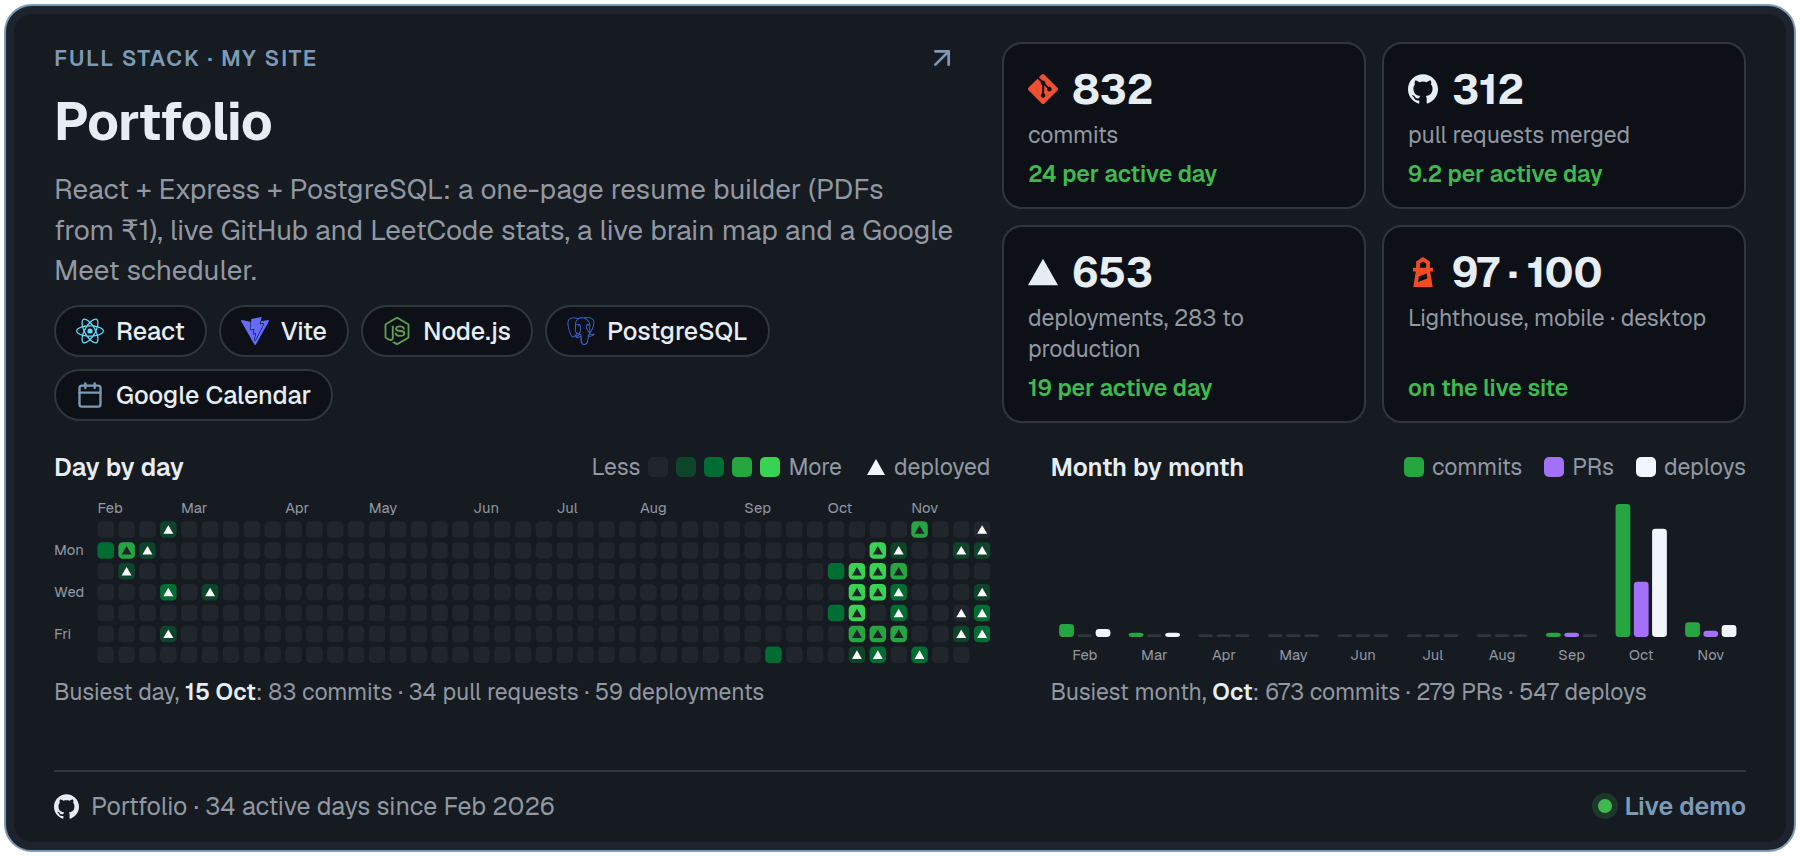 FULL STACK · MY SITE
Portfolio
React + Express + PostgreSQL: a one-page resume builder (PDFs
from ₹1), live GitHub and LeetCode stats, a live brain map and a Google
Meet scheduler.
React
Vite
Node.js
PostgreSQL
Google Calendar
832
commits
24 per active day
312
pull requests merged
9.2 per active day
653
deployments, 283 to
production
19 per active day
97 · 100
Lighthouse, mobile · desktop
on the live site
Day by day
Less
More
deployed
Feb Mar Apr May Jun Jul Aug Sep Oct Nov
Mon
Wed
Fri
Busiest day, 15 Oct: 83 commits · 34 pull requests · 59 deployments
Month by month
commits
PRs
deploys
Feb Mar Apr May Jun Jul Aug Sep Oct Nov
Busiest month, Oct: 673 commits · 279 PRs · 547 deploys
Portfolio · 34 active days since Feb 2026
Live demo